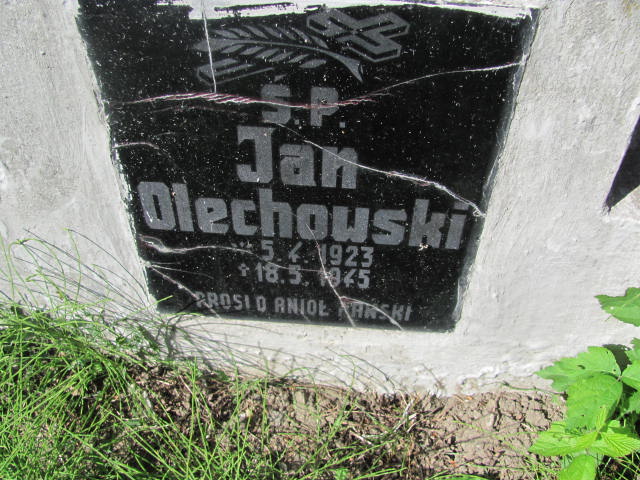 Ś. P.
Jan
Olechowski
* 5. 4. 1923
+ 18. 5. 1945
PROSI O ANIOŁ PAŃSKI